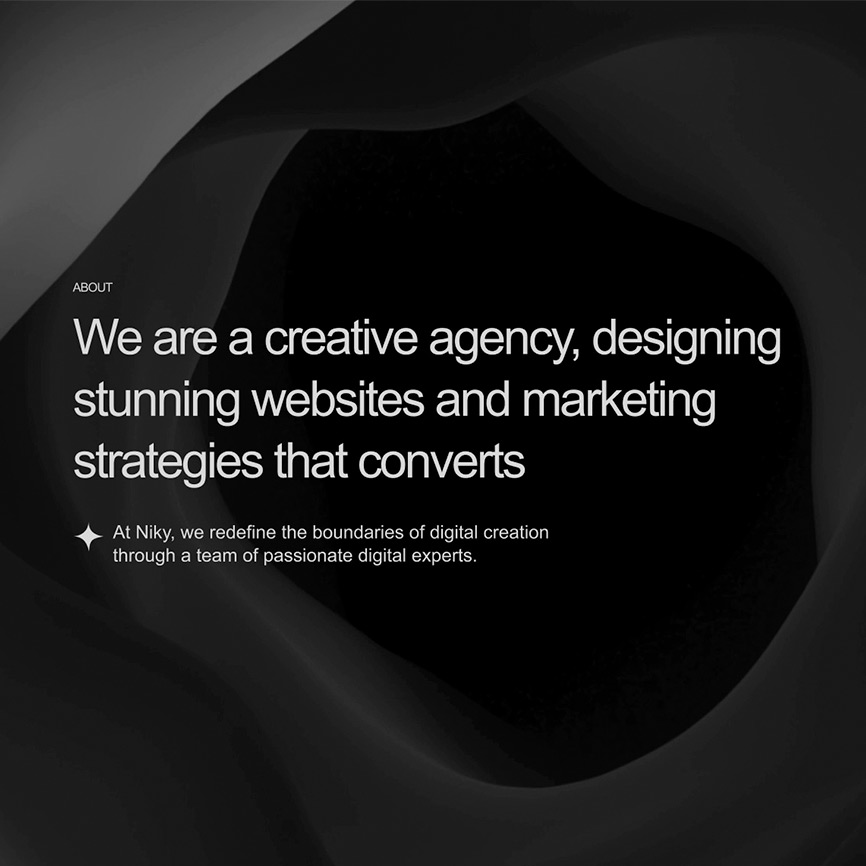 ABOUT
We are a creative agency, designing
stunning websites and marketing
strategies that converts
At Niky, we redefine the boundaries of digital creation
through a team of passionate digital experts.